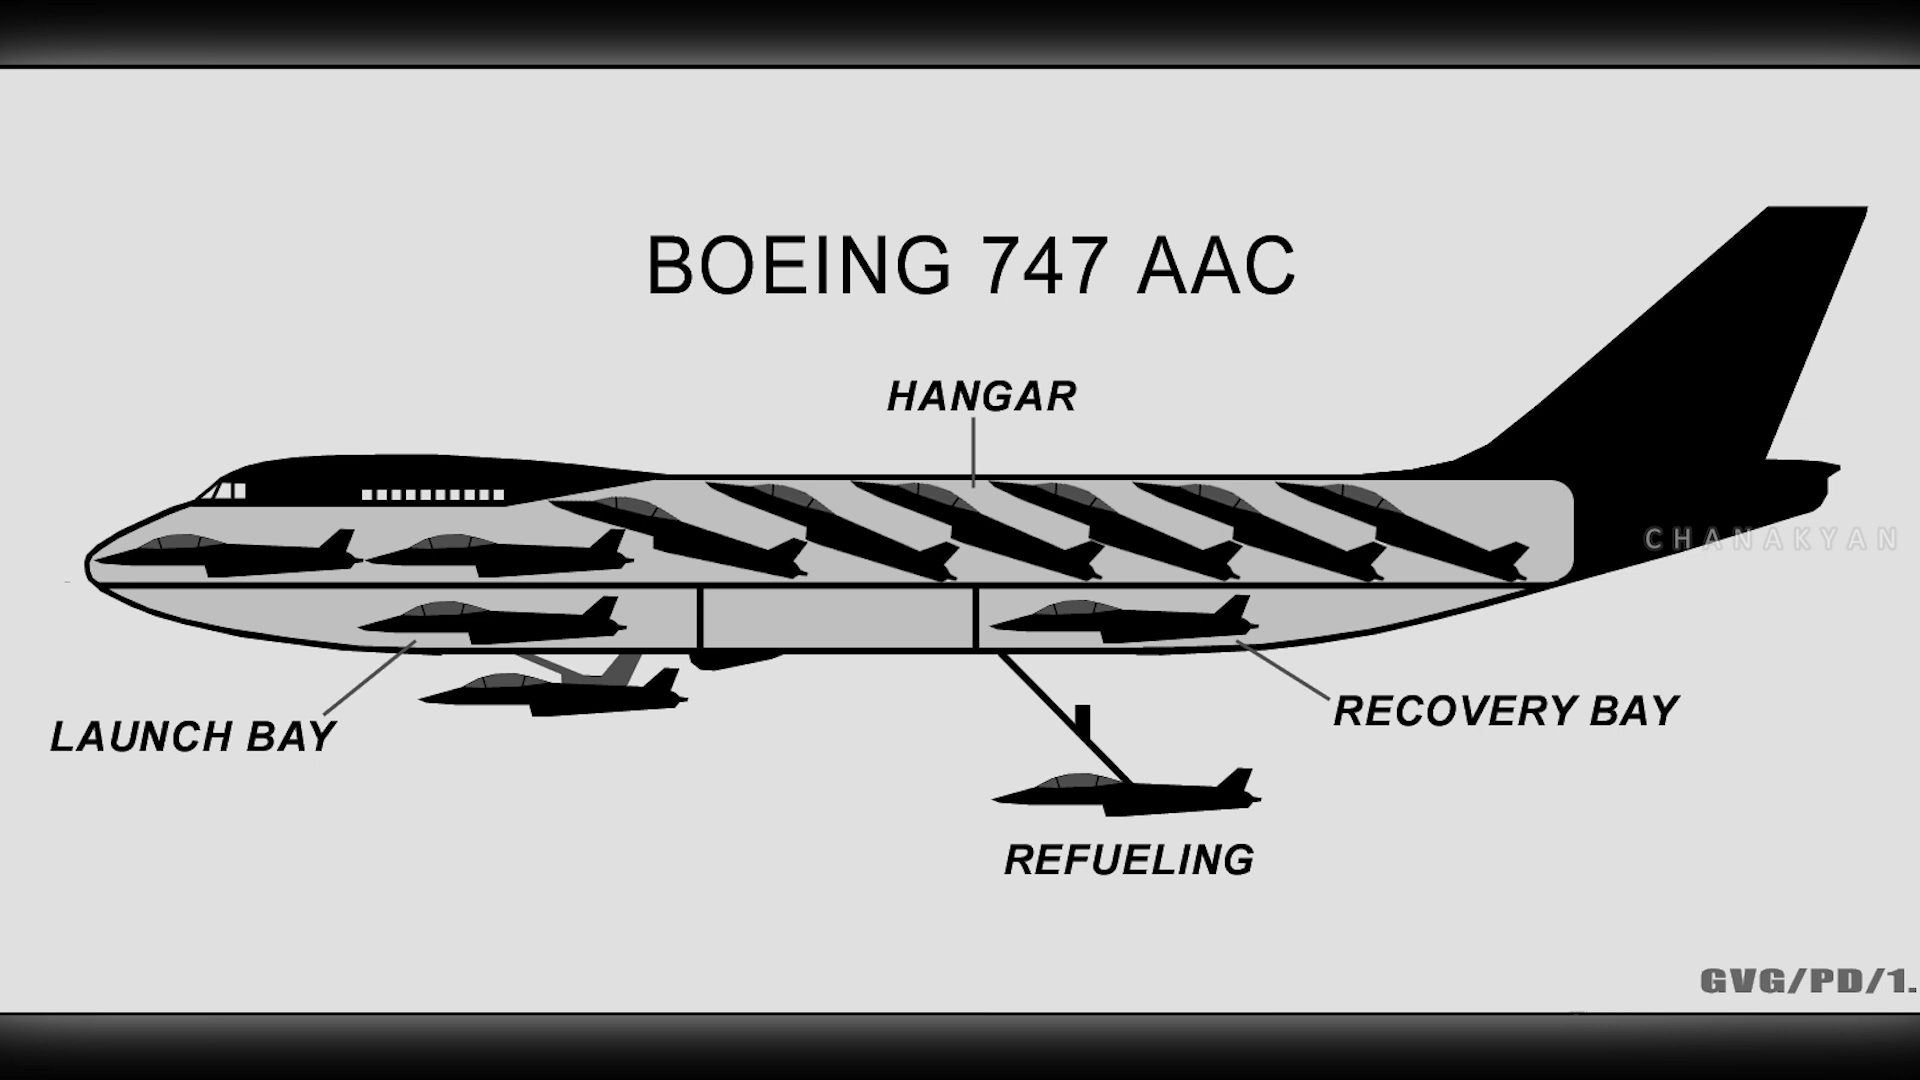 BOEING 747 AAC
HANGAR
CHANAKYAN
LAUNCH BAY
RECOVERY BAY
REFUELING
GVG/PD/1.